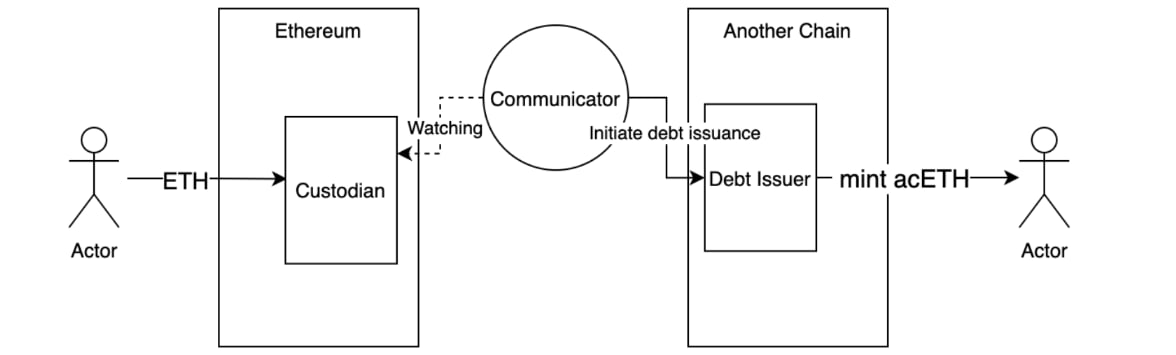 Ethereum
Another Chain
Communicator
Watching
Initiate debt issuance
ETH
Custodian
Debt Issuer
mint acETH
Actor
Actor